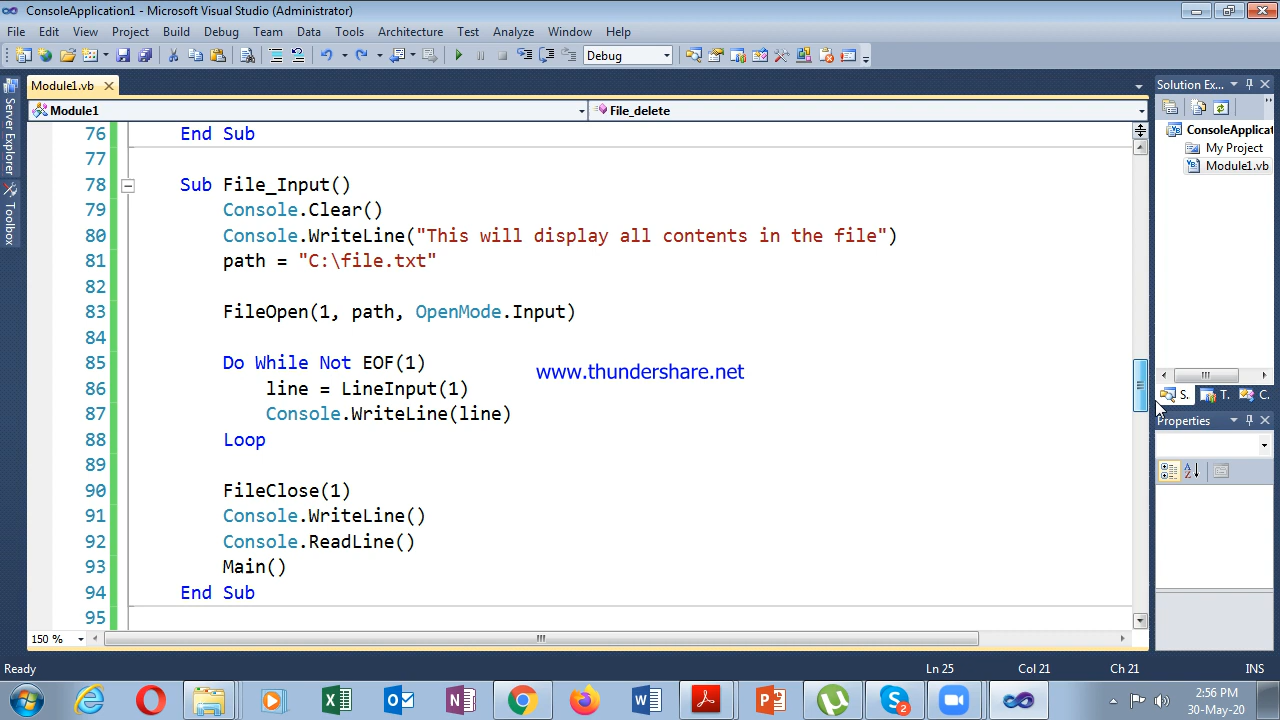 ConsoleApplication1 - Microsoft Visual Studio (Administrator)
File Edit View Project Build Debug Team Data Tools Architecture Test Analyze Window Help
Debug
Module1.vb
Solution Ex...
Module1 File_delete
Server Explorer
Toolbox
ConsoleApplicat
My Project
Module1.vb
76 End Sub
77
78 Sub File_Input()
79 Console.Clear()
80 Console.WriteLine("This will display all contents in the file")
81 path = "C:\file.txt"
82
83 FileOpen(1, path, OpenMode.Input)
84
85 Do While Not EOF(1)
www.thundershare.net
86 line = LineInput(1)
87 Console.WriteLine(line)
88 Loop
89
90 FileClose(1)
91 Console.WriteLine()
92 Console.ReadLine()
93 Main()
94 End Sub
95
S. T. C.
Properties
150 %
Ready Ln 25 Col 21 Ch 21 INS
2
2:56 PM
30-May-20